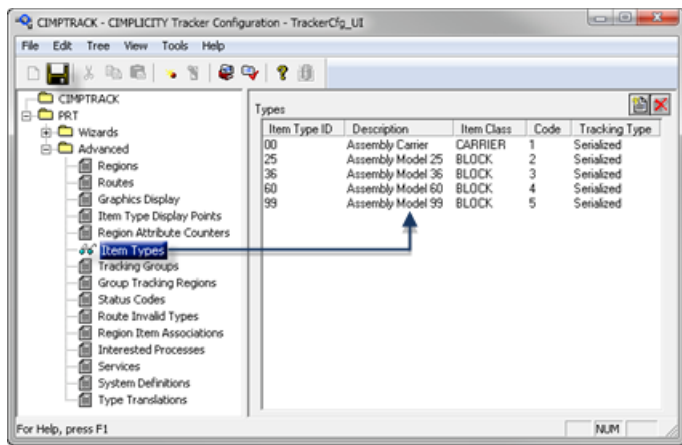 CIMPTRACK - CIMPLICITY Tracker Configuration - TrackerCfg_UI
File Edit Tree View Tools Help
CIMPTRACK
PRT
Wizards
Advanced
Regions
Routes
Graphics Display
Item Type Display Points
Region Attribute Counters
Item Types
Tracking Groups
Group Tracking Regions
Status Codes
Route Invalid Types
Region Item Associations
Interested Processes
Services
System Definitions
Type Translations
Types
Item Type ID Description Item Class Code Tracking Type
00 Assembly Carrier CARRIER 1 Serialized
25 Assembly Model 25 BLOCK 2 Serialized
36 Assembly Model 36 BLOCK 3 Serialized
60 Assembly Model 60 BLOCK 4 Serialized
99 Assembly Model 99 BLOCK 5 Serialized
For Help, press F1
NUM